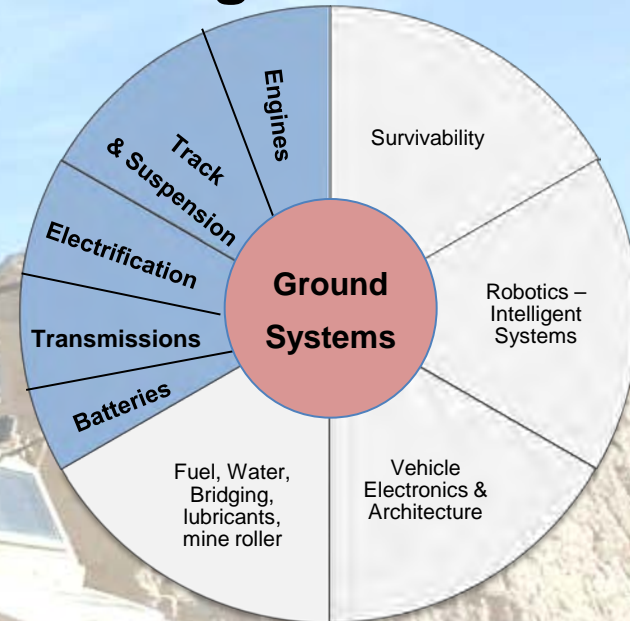 Engines
Track
& Suspension
Electrification
Transmissions
Batteries
Survivability
Robotics –
Intelligent
Systems
Ground
Systems
Fuel, Water,
Bridging,
lubricants,
mine roller
Vehicle
Electronics &
Architecture